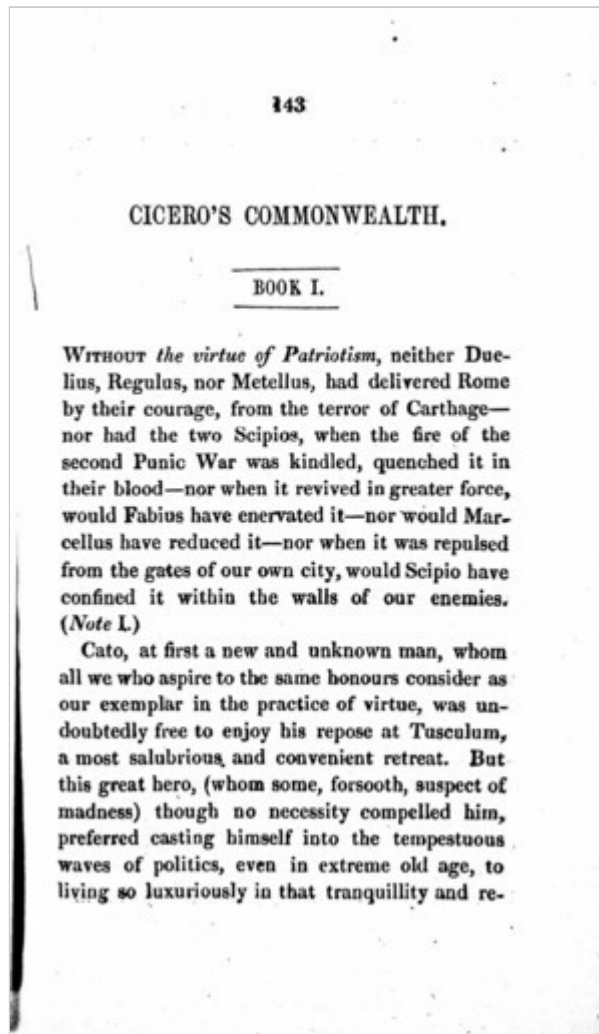 143
CICERO'S COMMONWEALTH.
BOOK I.
WITHOUT the virtue of Patriotism, neither Due-
lius, Regulus, nor Metellus, had delivered Rome
by their courage, from the terror of Carthage—
nor had the two Scipios, when the fire of the
second Punic War was kindled, quenched it in
their blood—nor when it revived in greater force,
would Fabius have enervated it—nor would Mar-
cellus have reduced it—nor when it was repulsed
from the gates of our own city, would Scipio have
confined it within the walls of our enemies.
(Note I.)
Cato, at first a new and unknown man, whom
all we who aspire to the same honours consider as
our exemplar in the practice of virtue, was un-
doubtedly free to enjoy his repose at Tusculum,
a most salubrious, and convenient retreat. But
this great hero, (whom some, forsooth, suspect of
madness) though no necessity compelled him,
preferred casting himself into the tempestuous
waves of politics, even in extreme old age, to
living so luxuriously in that tranquillity and re-